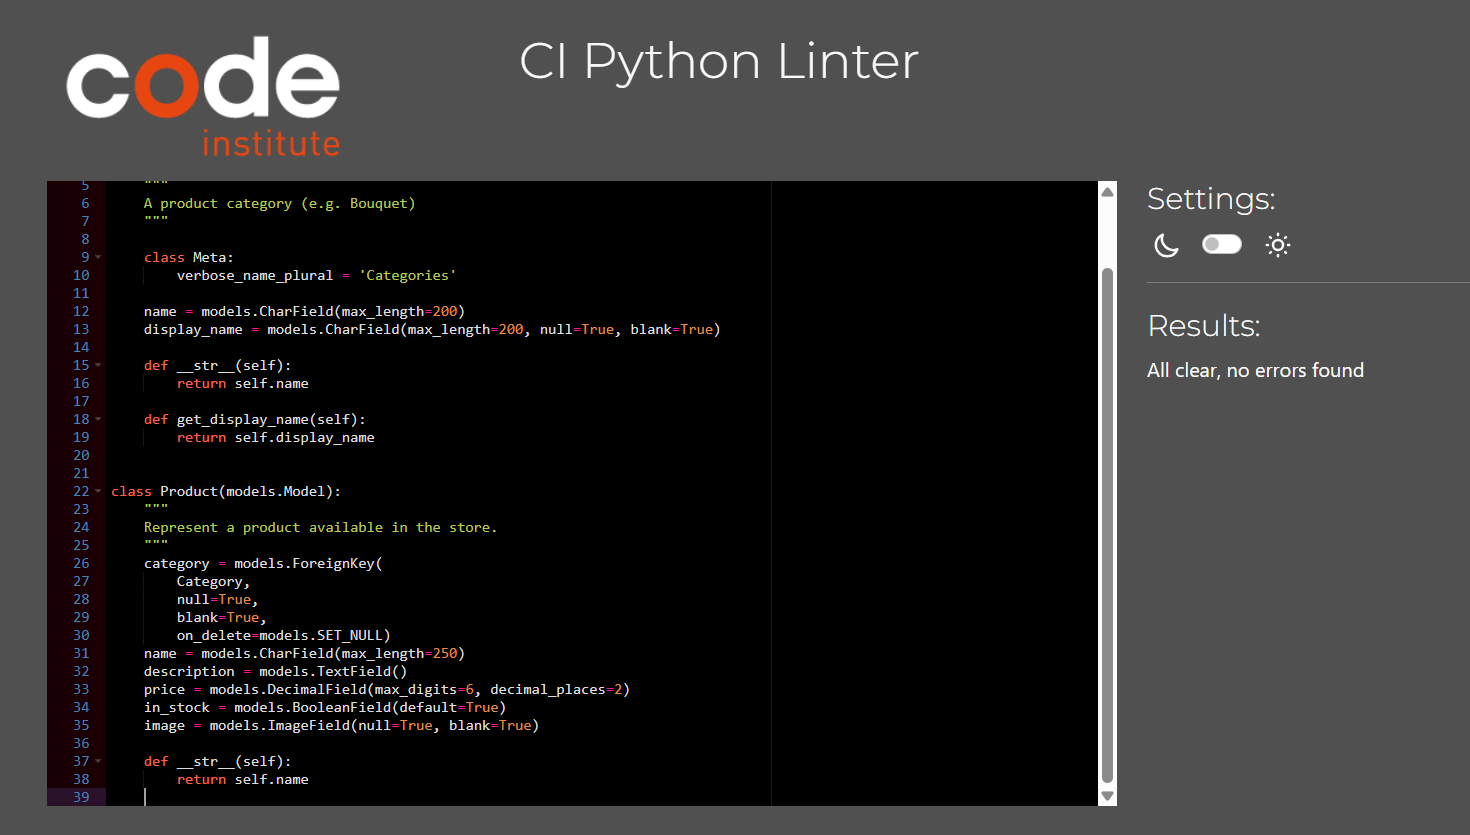 code
institute
CI Python Linter
5 """
6 A product category (e.g. Bouquet)
7 """
8
9 class Meta:
10 verbose_name_plural = 'Categories'
11
12 name = models.CharField(max_length=200)
13 display_name = models.CharField(max_length=200, null=True, blank=True)
14
15 def __str__(self):
16 return self.name
17
18 def get_display_name(self):
19 return self.display_name
20
21
22 class Product(models.Model):
23 """
24 Represent a product available in the store.
25 """
26 category = models.ForeignKey(
27 Category,
28 null=True,
29 blank=True,
30 on_delete=models.SET_NULL)
31 name = models.CharField(max_length=250)
32 description = models.TextField()
33 price = models.DecimalField(max_digits=6, decimal_places=2)
34 in_stock = models.BooleanField(default=True)
35 image = models.ImageField(null=True, blank=True)
36
37 def __str__(self):
38 return self.name
39
Settings:
Results:
All clear, no errors found